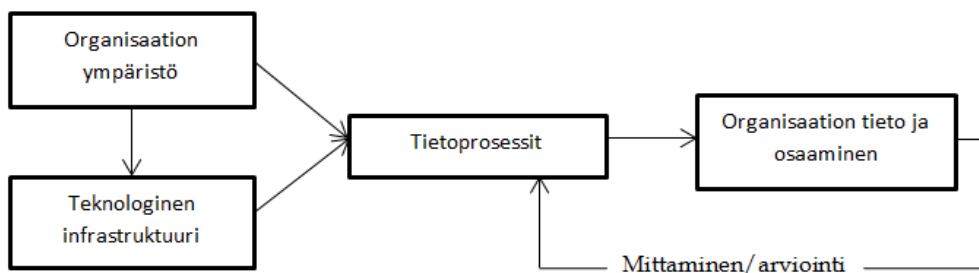 Organisaation
ympäristö
Teknologinen
infrastruktuuri
Tietoprosessit
Organisaation tieto ja
osaaminen
Mittaminen/arviointi